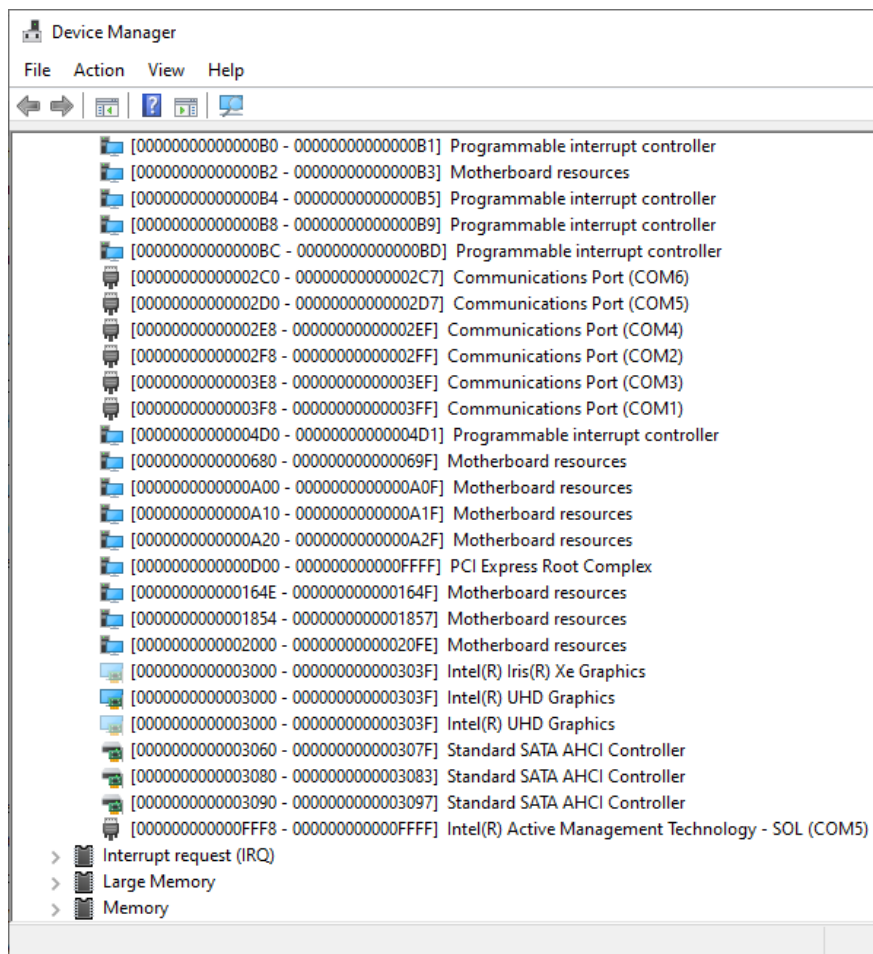 Device Manager
File Action View Help
[00000000000000B0 - 00000000000000B1] Programmable interrupt controller
[00000000000000B2 - 00000000000000B3] Motherboard resources
[00000000000000B4 - 00000000000000B5] Programmable interrupt controller
[00000000000000B8 - 00000000000000B9] Programmable interrupt controller
[00000000000000BC - 00000000000000BD] Programmable interrupt controller
[00000000000002C0 - 00000000000002C7] Communications Port (COM6)
[00000000000002D0 - 00000000000002D7] Communications Port (COM5)
[00000000000002E8 - 00000000000002EF] Communications Port (COM4)
[00000000000002F8 - 00000000000002FF] Communications Port (COM2)
[00000000000003E8 - 00000000000003EF] Communications Port (COM3)
[00000000000003F8 - 00000000000003FF] Communications Port (COM1)
[00000000000004D0 - 00000000000004D1] Programmable interrupt controller
[0000000000000680 - 000000000000069F] Motherboard resources
[0000000000000A00 - 0000000000000A0F] Motherboard resources
[0000000000000A10 - 0000000000000A1F] Motherboard resources
[0000000000000A20 - 0000000000000A2F] Motherboard resources
[0000000000000D00 - 000000000000FFFF] PCI Express Root Complex
[000000000000164E - 000000000000164F] Motherboard resources
[0000000000001854 - 0000000000001857] Motherboard resources
[0000000000002000 - 00000000000020FE] Motherboard resources
[0000000000003000 - 000000000000303F] Intel(R) Iris(R) Xe Graphics
[0000000000003000 - 000000000000303F] Intel(R) UHD Graphics
[0000000000003000 - 000000000000303F] Intel(R) UHD Graphics
[0000000000003060 - 000000000000307F] Standard SATA AHCI Controller
[0000000000003080 - 0000000000003083] Standard SATA AHCI Controller
[0000000000003090 - 0000000000003097] Standard SATA AHCI Controller
[000000000000FFF8 - 000000000000FFFF] Intel(R) Active Management Technology - SOL (COM5)
Interrupt request (IRQ)
Large Memory
Memory